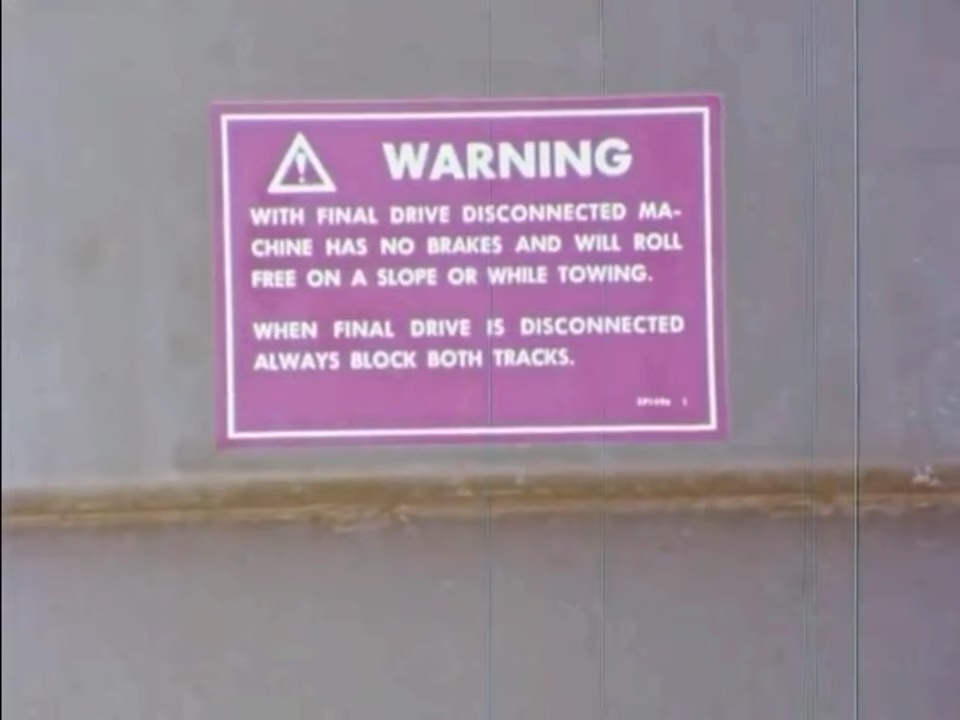 WARNING
WITH FINAL DRIVE DISCONNECTED MA-
CHINE HAS NO BRAKES AND WILL ROLL
FREE ON A SLOPE OR WHILE TOWING.
WHEN FINAL DRIVE IS DISCONNECTED
ALWAYS BLOCK BOTH TRACKS.